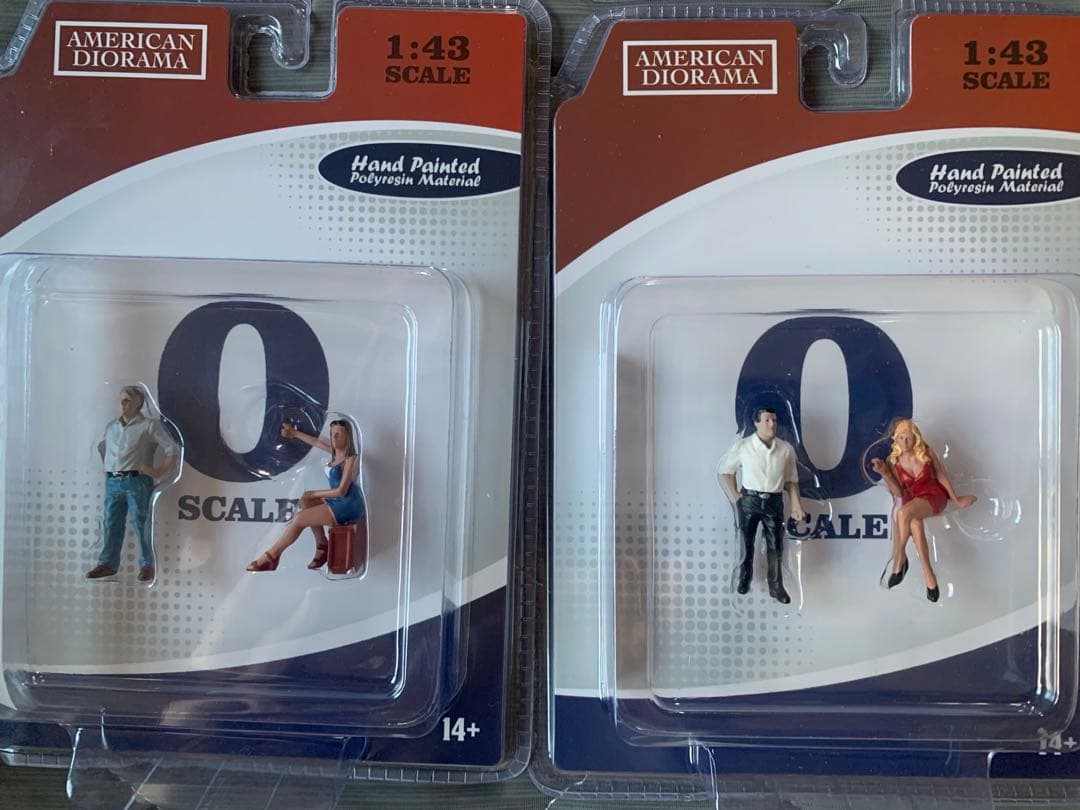 AMERICAN
DIORAMA
1:43
SCALE
Hand Painted
Polyresin Material
O
SCALE
14+
AMERICAN
DIORAMA
1:43
SCALE
Hand Painted
Polyresin Material
O
CALE
14+